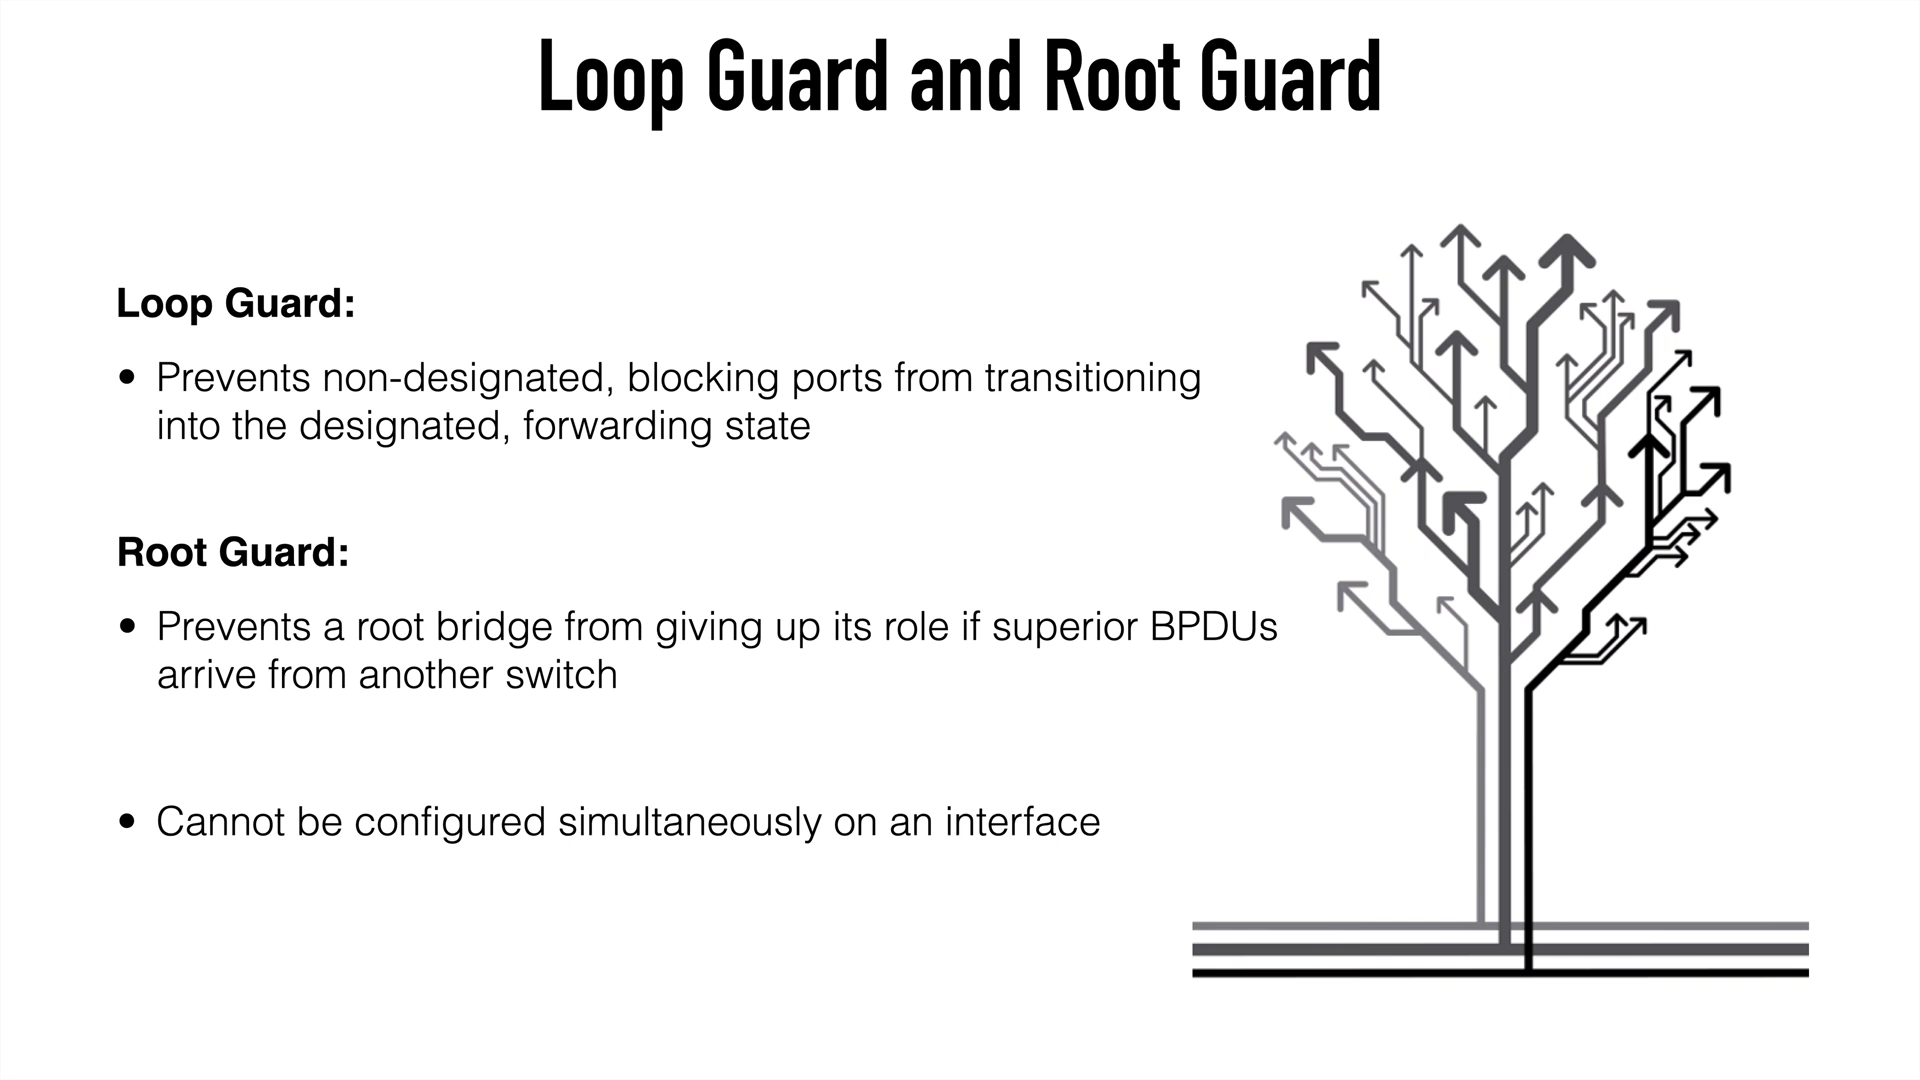 Loop Guard and Root Guard
Loop Guard:
• Prevents non-designated, blocking ports from transitioning
into the designated, forwarding state
Root Guard:
• Prevents a root bridge from giving up its role if superior BPDUs
arrive from another switch
• Cannot be configured simultaneously on an interface